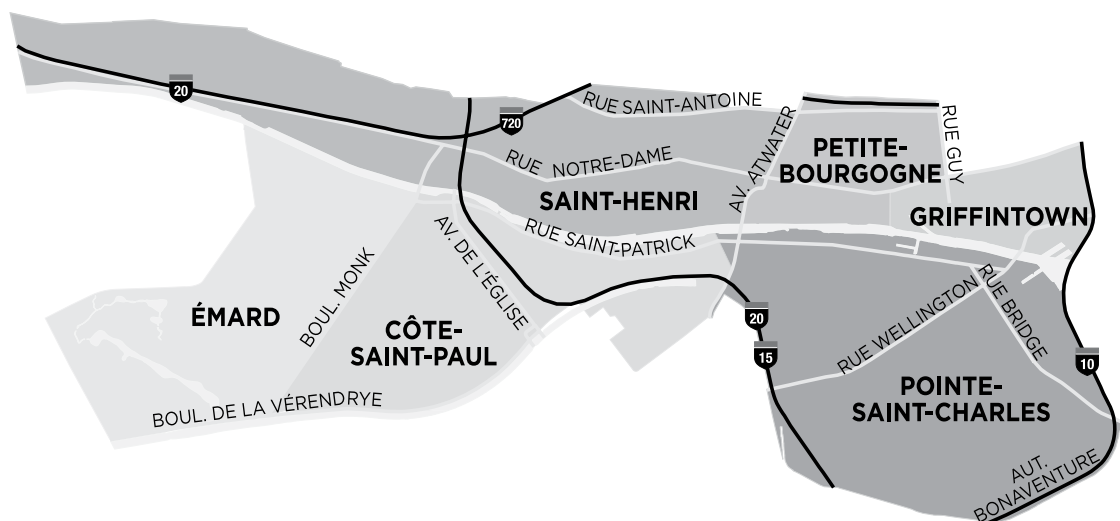 20
720
RUE SAINT-ANTOINE
RUE NOTRE-DAME
AV. ATWATER
PETITE-
BOURGOGNE
RUE GUY
SAINT-HENRI
GRIFFINTOWN
RUE SAINT-PATRICK
AV. DE L'ÉGLISE
BOUL. MONK
ÉMARD
CÔTE-
SAINT-PAUL
BOUL. DE LA VÉRENDRYE
20
15
RUE WELLINGTON
RUE BRIDGE
10
POINTE-
SAINT-CHARLES
AUT.
BONAVENTURE